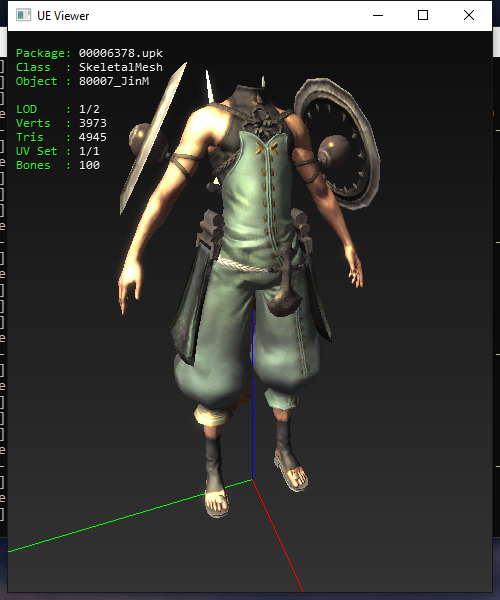 UE Viewer
Package: 00006378.upk
Class  : SkeletalMesh
Object : 80007_JinM
LOD    : 1/2
Verts  : 3973
Tris   : 4945
UV Set : 1/1
Bones  : 100